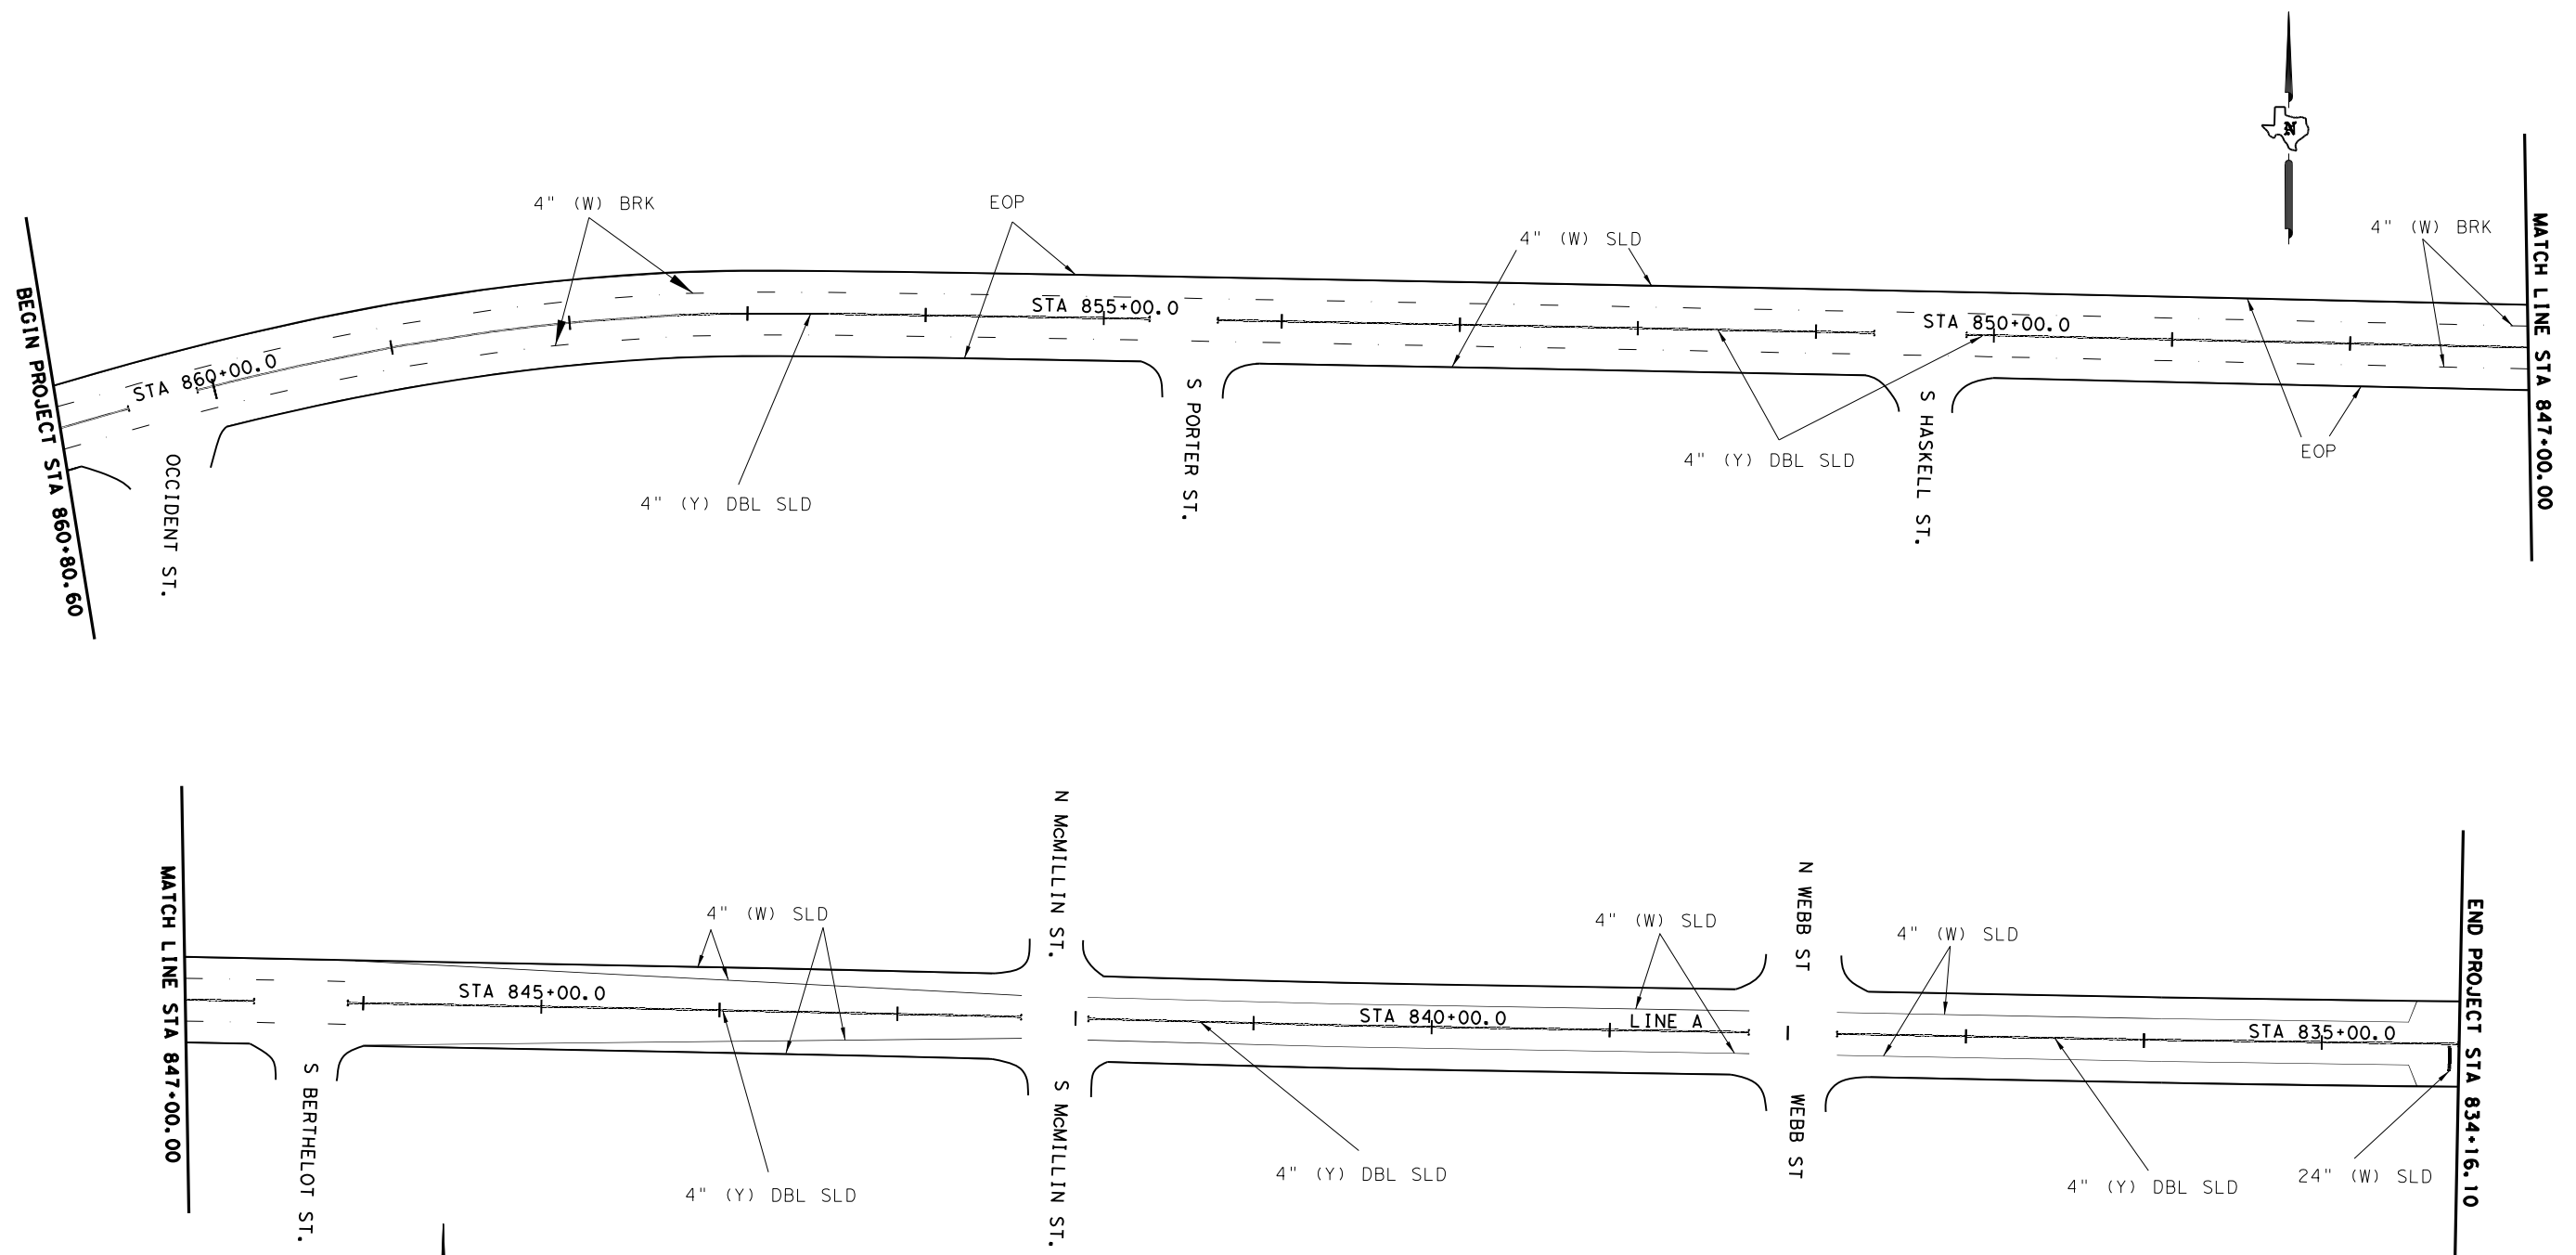 4" (W) BRK
EOP
4" (W) SLD
4" (W) BRK
BEGIN PROJECT STA 860+80.60
STA 860+00.0
STA 855+00.0
STA 850+00.0
MATCH LINE STA 847+00.00
OCCIDENT ST.
S PORTER ST.
S HASKELL ST.
4" (Y) DBL SLD
4" (Y) DBL SLD
EOP
N McMILLIN ST.
N WEBB ST
MATCH LINE STA 847+00.00
4" (W) SLD
4" (W) SLD
4" (W) SLD
END PROJECT STA 834+16.10
STA 845+00.0
STA 840+00.0
LINE A
STA 835+00.0
S BERTHELOT ST.
S McMILLIN ST.
WEBB ST
4" (Y) DBL SLD
4" (Y) DBL SLD
4" (Y) DBL SLD
24" (W) SLD